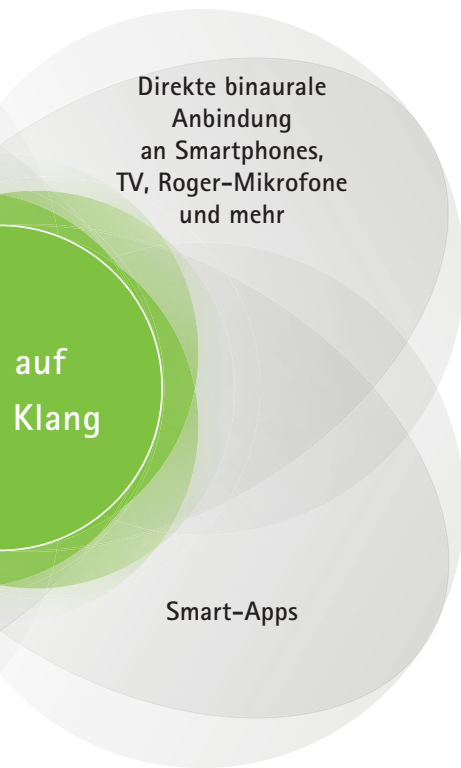 Direkte binaurale
Anbindung
an Smartphones,
TV, Roger-Mikrofone
und mehr
auf
Klang
Smart-Apps